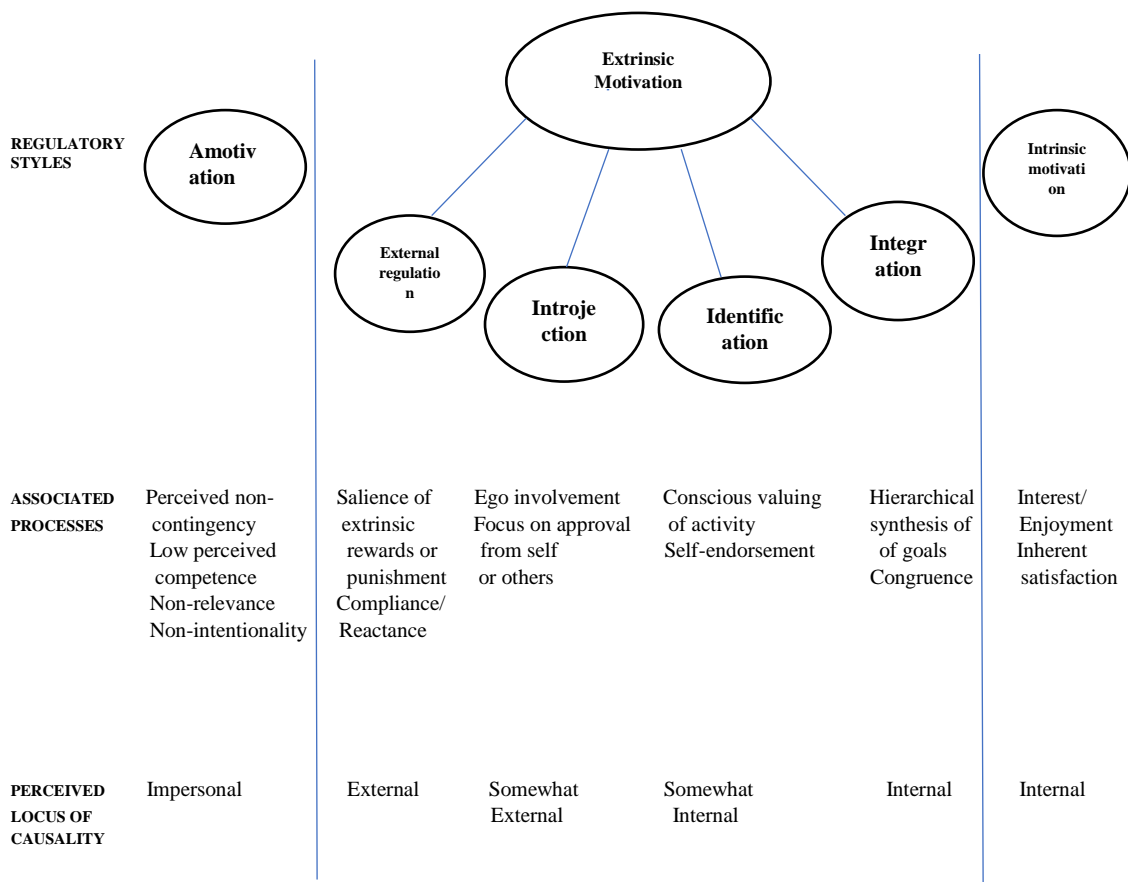 Extrinsic
Motivation
REGULATORY
STYLES
Amotiv
ation
Intrinsic
motivati
on
External
regulatio
n
Introje
ction
Identific
ation
Integr
ation
ASSOCIATED
PROCESSES
Perceived non-
contingency
Low perceived
competence
Non-relevance
Non-intentionality
Salience of
extrinsic
rewards or
punishment
Compliance/
Reactance
Ego involvement
Focus on approval
from self
or others
Conscious valuing
of activity
Self-endorsement
Hierarchical
synthesis of
of goals
Congruence
Interest/
Enjoyment
Inherent
satisfaction
PERCEIVED
LOCUS OF
CAUSALITY
Impersonal
External
Somewhat
External
Somewhat
Internal
Internal
Internal